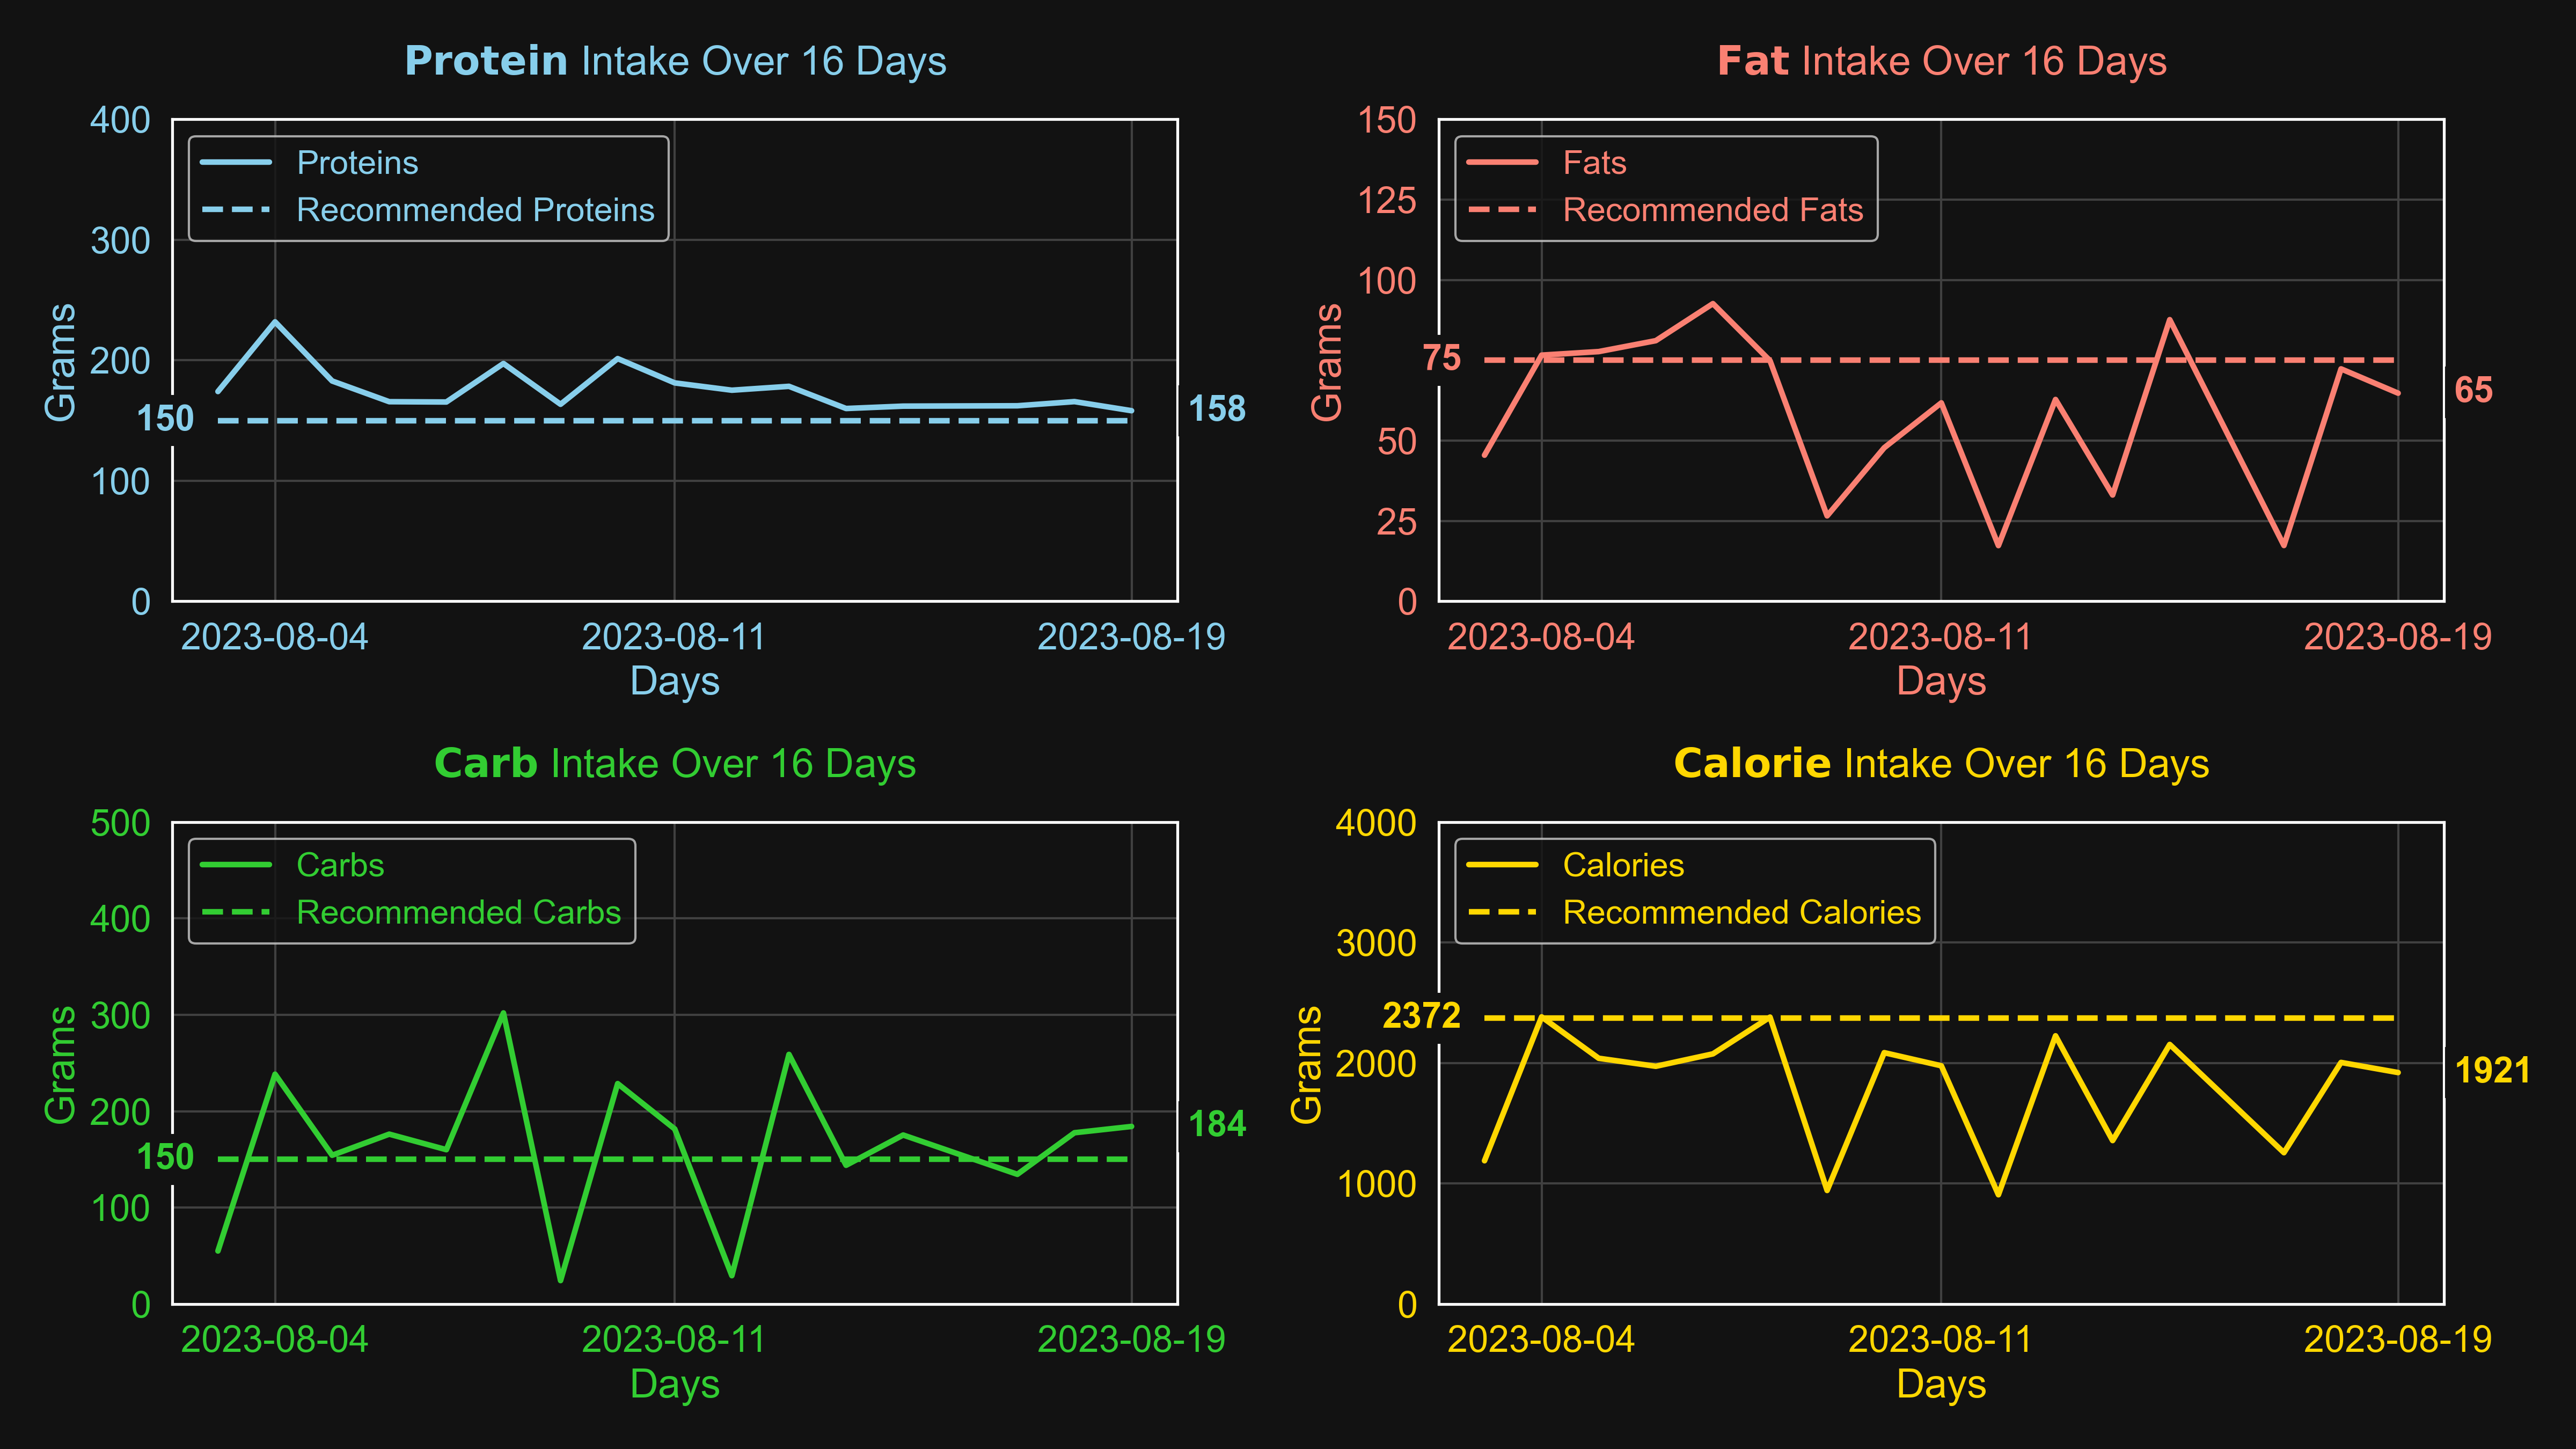 Protein Intake Over 16 Days
400
300
200
100
0
150
158
Grams
Proteins
Recommended Proteins
2023-08-04
2023-08-11
2023-08-19
Days
Fat Intake Over 16 Days
150
125
100
75
50
25
0
65
Grams
Fats
Recommended Fats
2023-08-04
2023-08-11
2023-08-19
Days
Carb Intake Over 16 Days
500
400
300
200
150
100
0
184
Grams
Carbs
Recommended Carbs
2023-08-04
2023-08-11
2023-08-19
Days
Calorie Intake Over 16 Days
4000
3000
2372
2000
1000
0
1921
Grams
Calories
Recommended Calories
2023-08-04
2023-08-11
2023-08-19
Days